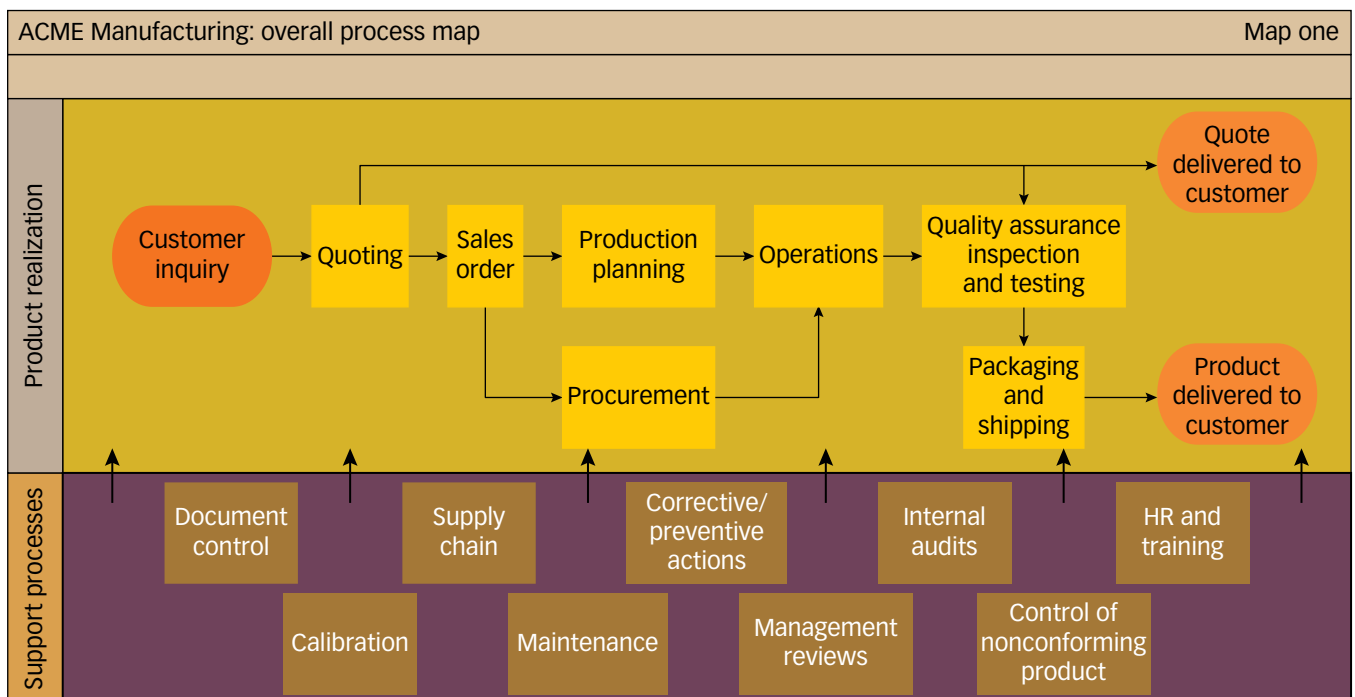 ACME Manufacturing: overall process map
Map one
Product realization
Quote
delivered to
customer
Customer
inquiry
Quoting
Sales
order
Production
planning
Operations
Quality assurance
inspection
and testing
Procurement
Packaging
and
shipping
Product
delivered to
customer
Support processes
Document
control
Supply
chain
Corrective/
preventive
actions
Internal
audits
HR and
training
Calibration
Maintenance
Management
reviews
Control of
nonconforming
product